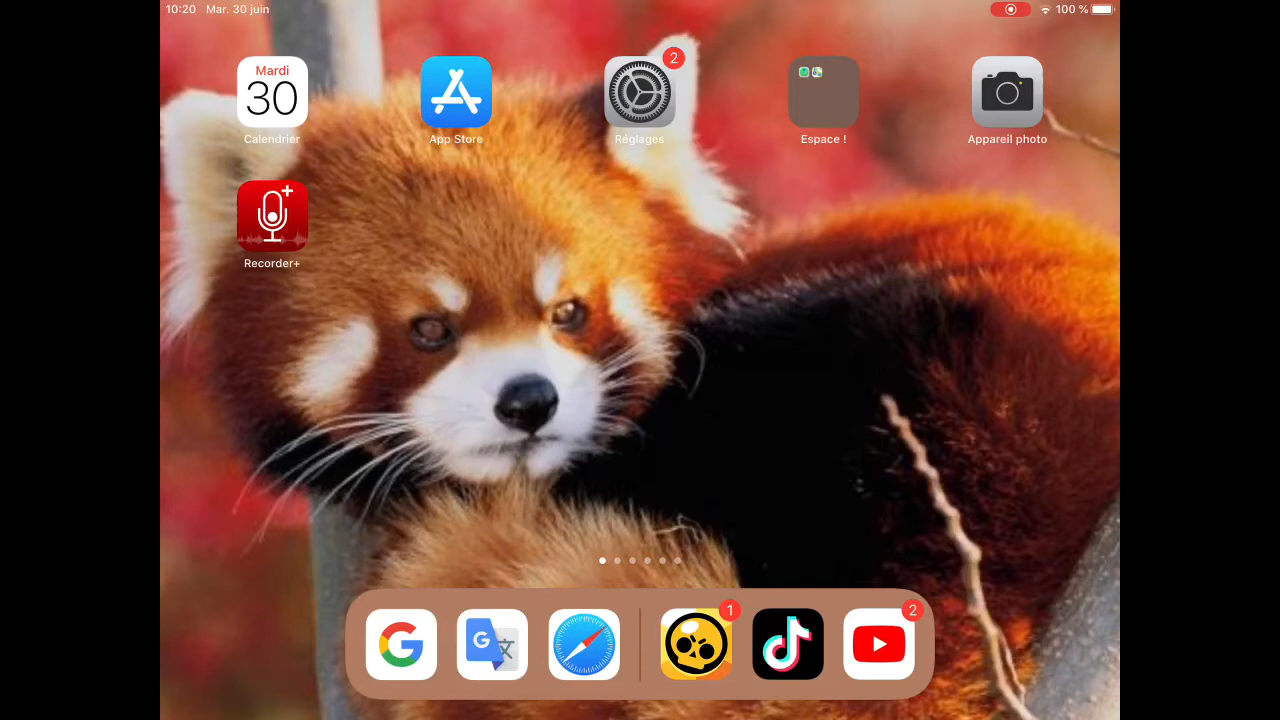 10:20 Mar. 30 juin
100 %
Mardi
30
2
Calendrier
App Store
Réglages
Espace !
Appareil photo
Recorder+
1
2
G
G 文